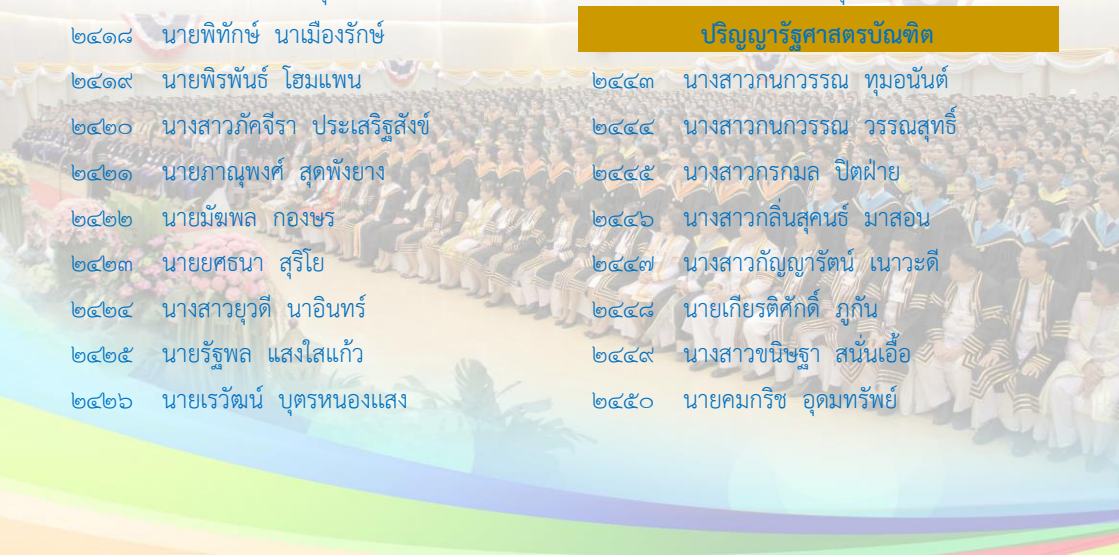 ๒๔๑๘ นายพิทักษ์ นาเมืองรักษ์
๒๔๑๙ นายพิรพันธ์ โฮมแพน
๒๔๒๐ นางสาวภัคจีรา ประเสริฐสังข์
๒๔๒๑ นายภาณุพงศ์ สุดพังยาง
๒๔๒๒ นายมัฆพล กองษร
๒๔๒๓ นายยศธนา สุริโย
๒๔๒๔ นางสาวยุวดี นาอินทร์
๒๔๒๕ นายรัฐพล แสงใสแก้ว
๒๔๒๖ นายเรวัฒน์ บุตรหนองแสง
ปริญญารัฐศาสตรบัณฑิต
๒๔๔๓ นางสาวกนกวรรณ ทุมอนันต์
๒๔๔๔ นางสาวกนกวรรณ วรรณสุทธิ์
๒๔๔๕ นางสาวกรกมล ปิตฝ่าย
๒๔๔๖ นางสาวกลิ่นสุคนธ์ มาสอน
๒๔๔๗ นางสาวกัญญารัตน์ เนาวะดี
๒๔๔๘ นายเกียรติศักดิ์ ภูกัน
๒๔๔๙ นางสาวขนิษฐา สนั่นเอื้อ
๒๔๕๐ นายคมกริช อุดมทรัพย์